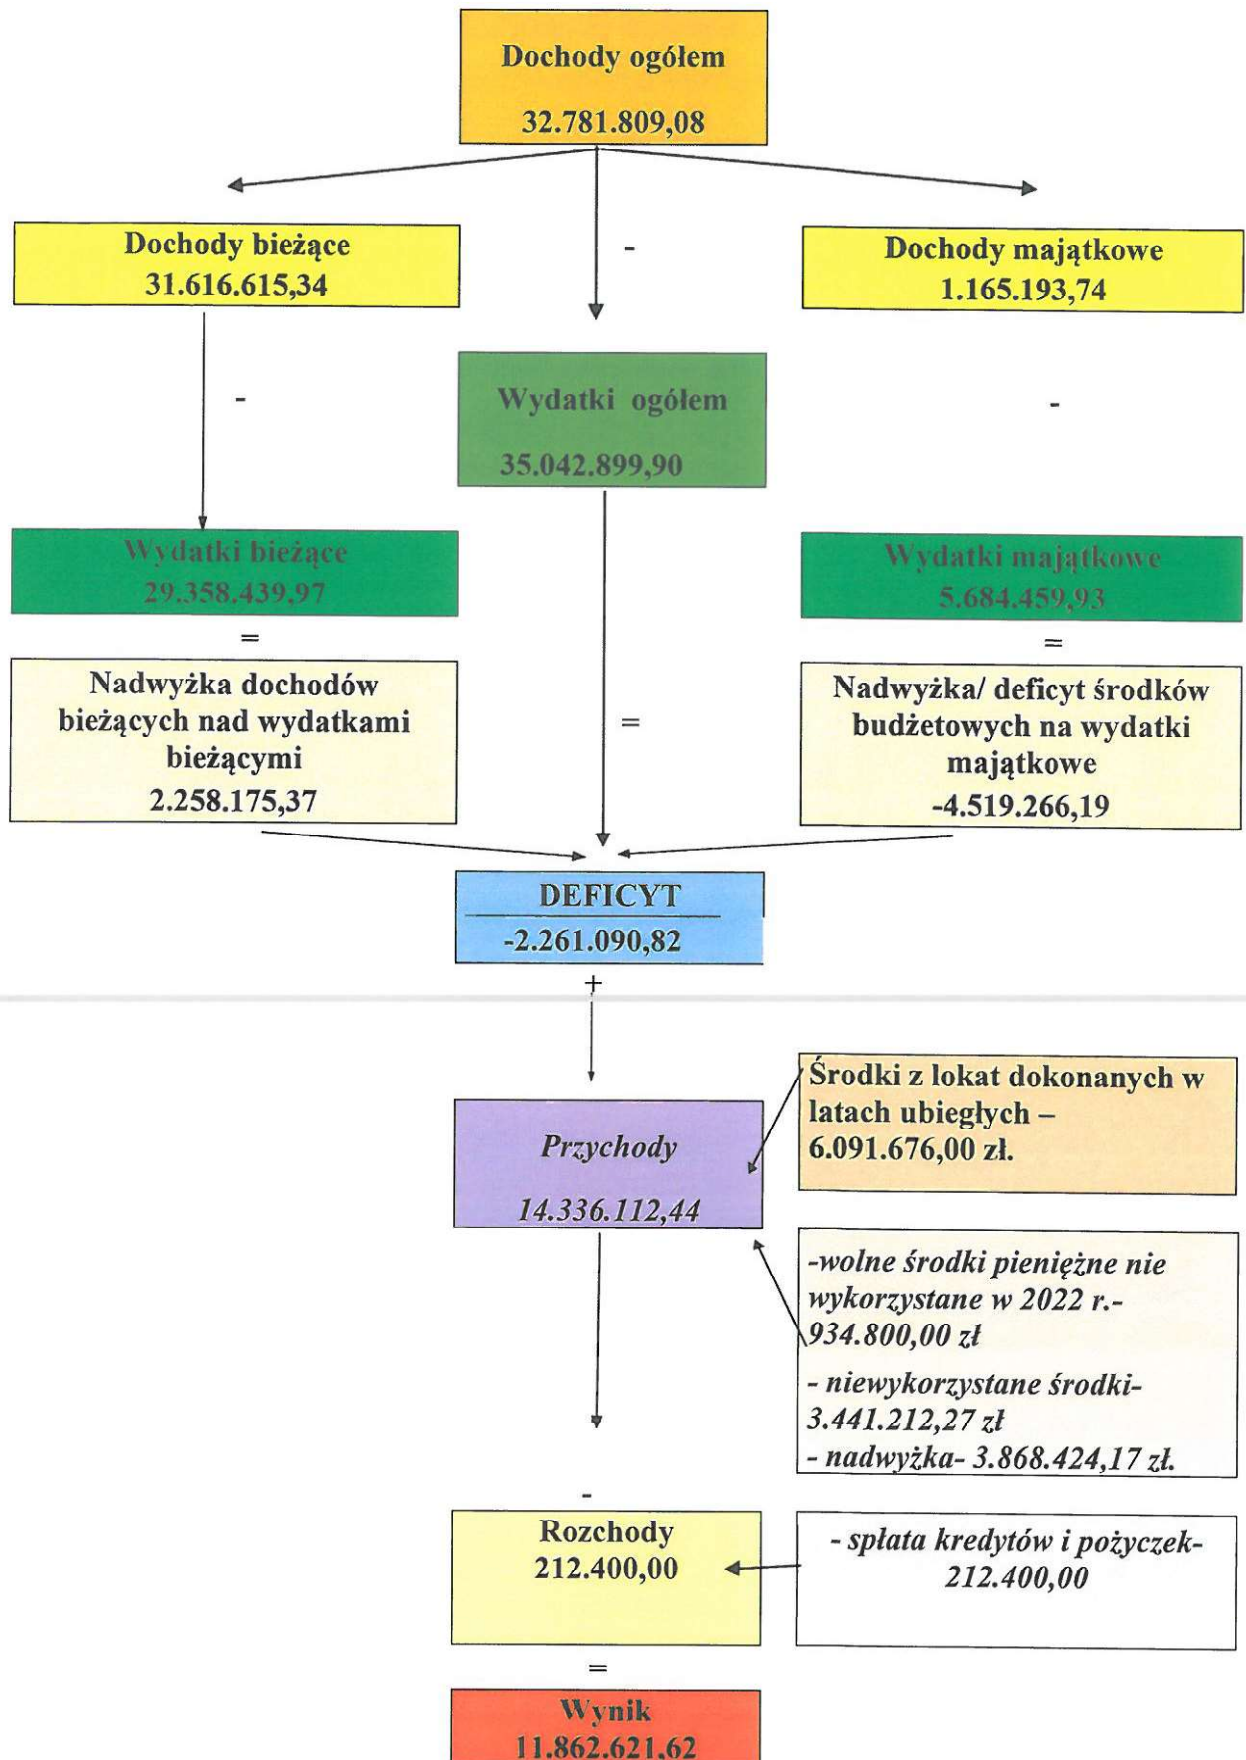 Dochody ogółem
32.781.809,08
Dochody bieżące
31.616.615,34
-
Dochody majątkowe
1.165.193,74
-
Wydatki ogółem
35.042.899,90
-
Wydatki bieżące
29.358.439,97
=
Wydatki majątkowe
5.684.459,93
=
Nadwyżka dochodów
bieżących nad wydatkami
bieżącymi
2.258.175,37
=
Nadwyżka/ deficyt środków
budżetowych na wydatki
majątkowe
-4.519.266,19
DEFICYT
-2.261.090,82
+
Przychody
14.336.112,44
Środki z lokat dokonanych w
latach ubiegłych –
6.091.676,00 zł.
-wolne środki pieniężne nie
wykorzystane w 2022 r.-
934.800,00 zł
- niewykorzystane środki-
3.441.212,27 zł
- nadwyżka- 3.868.424,17 zł.
-
Rozchody
212.400,00
- spłata kredytów i pożyczek-
212.400,00
=
Wynik
11.862.621,62